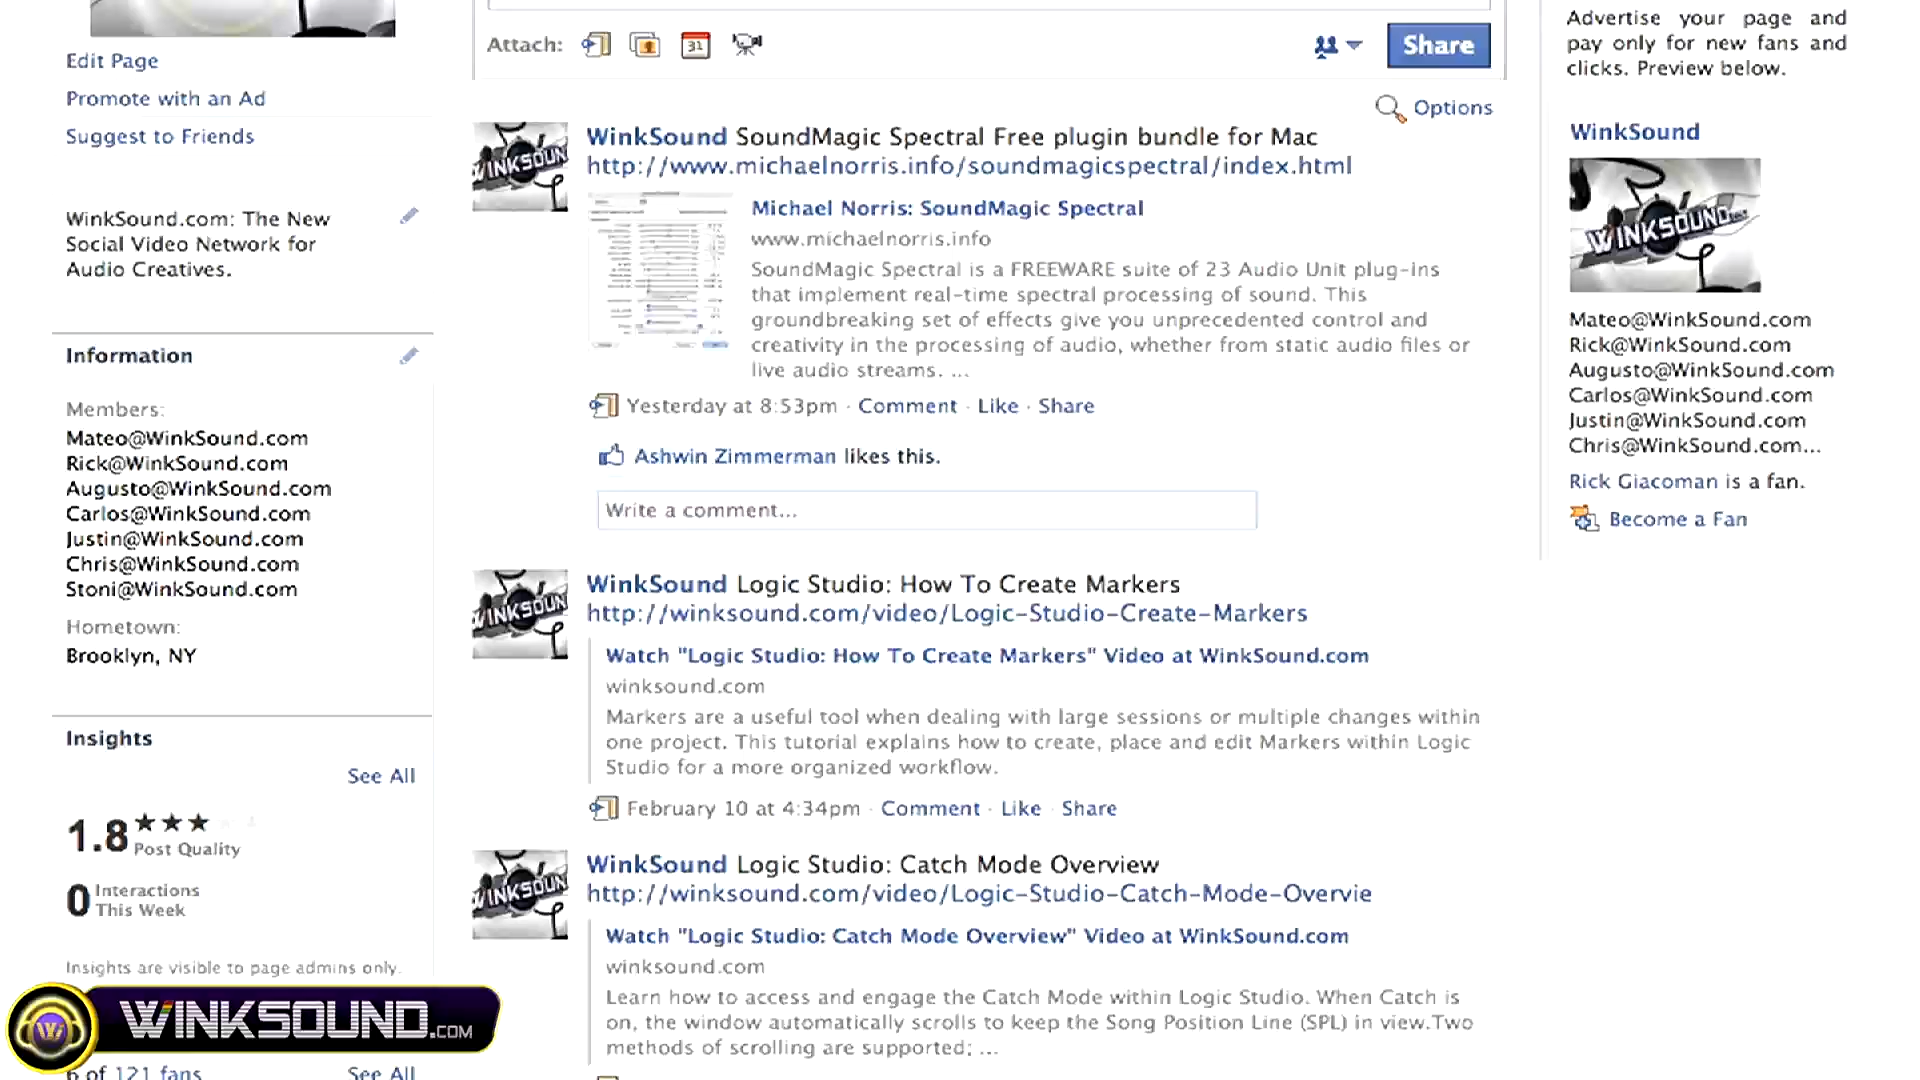 Edit Page
Promote with an Ad
Suggest to Friends
WinkSound.com: The New
Social Video Network for
Audio Creatives.
Information
Members:
Mateo@WinkSound.com
Rick@WinkSound.com
Augusto@WinkSound.com
Carlos@WinkSound.com
Justin@WinkSound.com
Chris@WinkSound.com
Stoni@WinkSound.com
Hometown:
Brooklyn, NY
Insights
See All
1.8 Post Quality
0 Interactions
This Week
Insights are visible to page admins only.
WINKSOUND.COM
6 of 121 fans
See All
Attach:
31
Share
Options
WINKSOUND
WinkSound SoundMagic Spectral Free plugin bundle for Mac
http://www.michaelnorris.info/soundmagicspectral/index.html
Michael Norris: SoundMagic Spectral
www.michaelnorris.info
SoundMagic Spectral is a FREEWARE suite of 23 Audio Unit plug-ins
that implement real-time spectral processing of sound. This
groundbreaking set of effects give you unprecedented control and
creativity in the processing of audio, whether from static audio files or
live audio streams. ...
Yesterday at 8:53pm · Comment · Like · Share
Ashwin Zimmerman likes this.
Write a comment...
WINKSOUND
WinkSound Logic Studio: How To Create Markers
http://winksound.com/video/Logic-Studio-Create-Markers
Watch "Logic Studio: How To Create Markers" Video at WinkSound.com
winksound.com
Markers are a useful tool when dealing with large sessions or multiple changes within
one project. This tutorial explains how to create, place and edit Markers within Logic
Studio for a more organized workflow.
February 10 at 4:34pm · Comment · Like · Share
WINKSOUND
WinkSound Logic Studio: Catch Mode Overview
http://winksound.com/video/Logic-Studio-Catch-Mode-Overvie
Watch "Logic Studio: Catch Mode Overview" Video at WinkSound.com
winksound.com
Learn how to access and engage the Catch Mode within Logic Studio. When Catch is
on, the window automatically scrolls to keep the Song Position Line (SPL) in view.Two
methods of scrolling are supported; ...
Advertise your page and
pay only for new fans and
clicks. Preview below.
WinkSound
WINKSOUND
Mateo@WinkSound.com
Rick@WinkSound.com
Augusto@WinkSound.com
Carlos@WinkSound.com
Justin@WinkSound.com
Chris@WinkSound.com...
Rick Giacoman is a fan.
Become a Fan